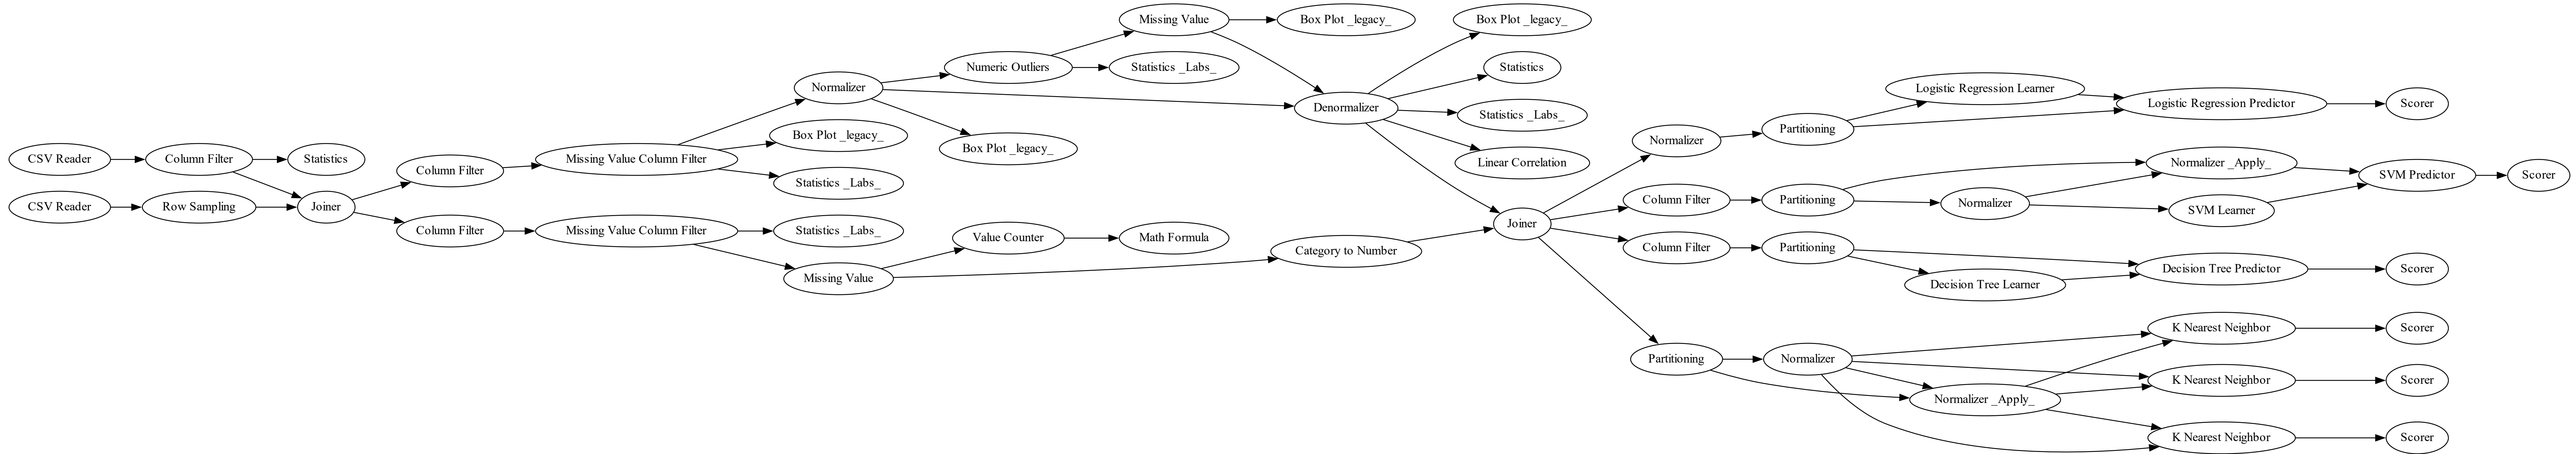 Missing Value
Box Plot _legacy_
Box Plot _legacy_
Numeric Outliers
Statistics _Labs_
Statistics
Normalizer
Logistic Regression Learner
Denormalizer
Logistic Regression Predictor
Scorer
Statistics _Labs_
Partitioning
Box Plot _legacy_
Normalizer
Box Plot _legacy_
CSV Reader
Column Filter
Statistics
Missing Value Column Filter
Linear Correlation
Normalizer _Apply_
Column Filter
SVM Predictor
Scorer
Statistics _Labs_
CSV Reader
Row Sampling
Joiner
Column Filter
Partitioning
Normalizer
SVM Learner
Joiner
Column Filter
Missing Value Column Filter
Statistics _Labs_
Value Counter
Math Formula
Category to Number
Column Filter
Partitioning
Decision Tree Predictor
Scorer
Missing Value
Decision Tree Learner
K Nearest Neighbor
Scorer
Partitioning
Normalizer
K Nearest Neighbor
Scorer
Normalizer _Apply_
K Nearest Neighbor
Scorer